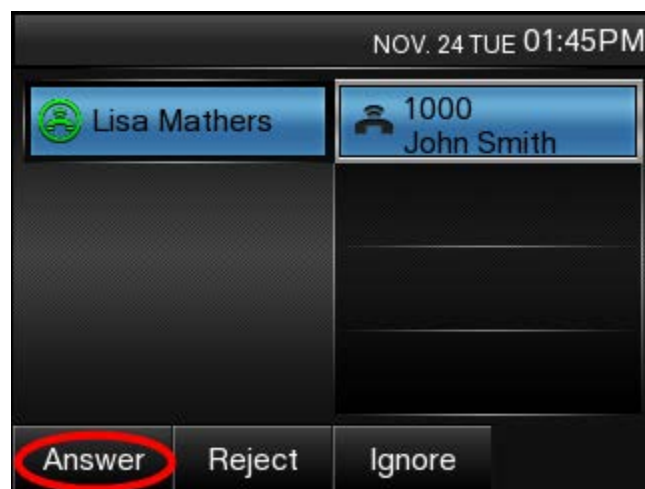 NOV. 24 TUE 01:45PM
Lisa Mathers
1000
John Smith
Answer
Reject
Ignore